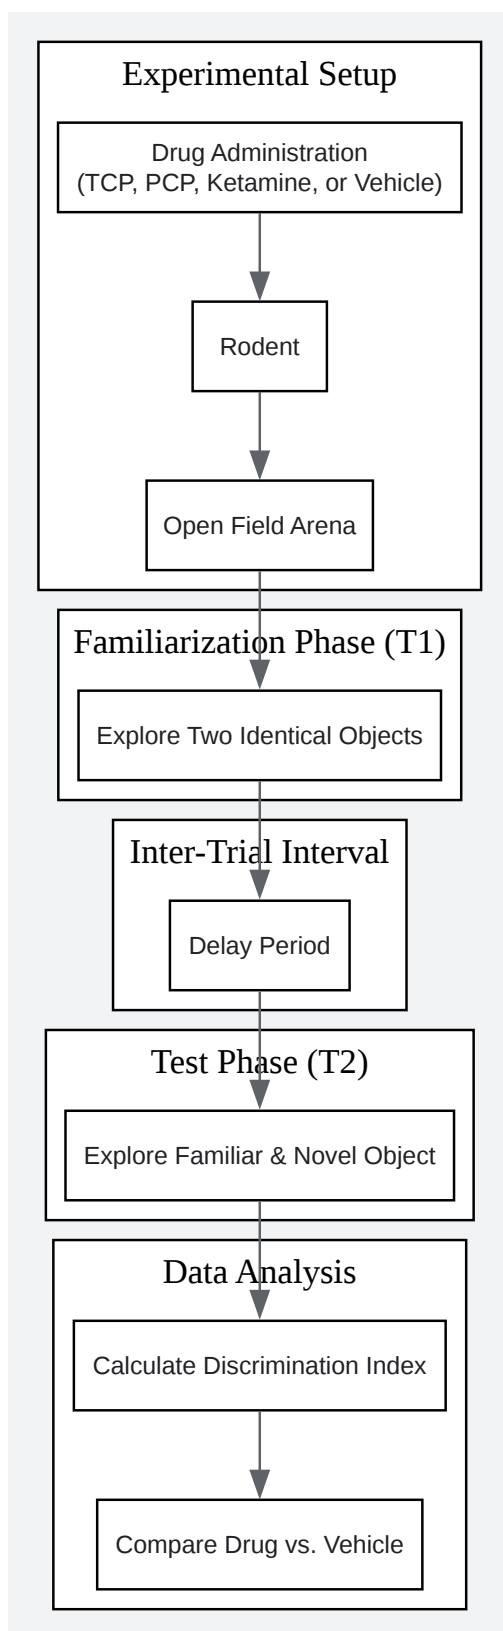 Experimental Setup
Drug Administration
(TCP, PCP, Ketamine, or Vehicle)
Rodent
Open Field Arena
Familiarization Phase (T1)
Explore Two Identical Objects
Inter-Trial Interval
Delay Period
Test Phase (T2)
Explore Familiar & Novel Object
Data Analysis
Calculate Discrimination Index
Compare Drug vs. Vehicle